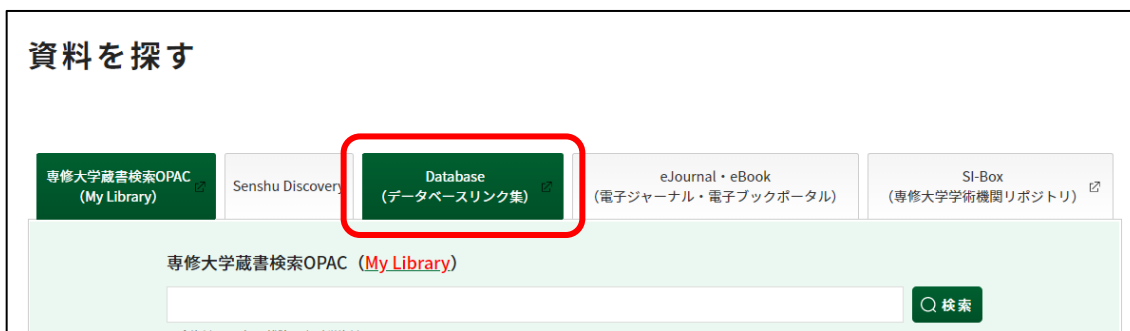 資料を探す
専修大学蔵書検索OPAC
(My Library)
Senshu Discovery
Database
(データベースリンク集)
eJournal・eBook
(電子ジャーナル・電子ブックポータル)
SI-Box
(専修大学学術機関リポジトリ)
専修大学蔵書検索OPAC（My Library）
検索